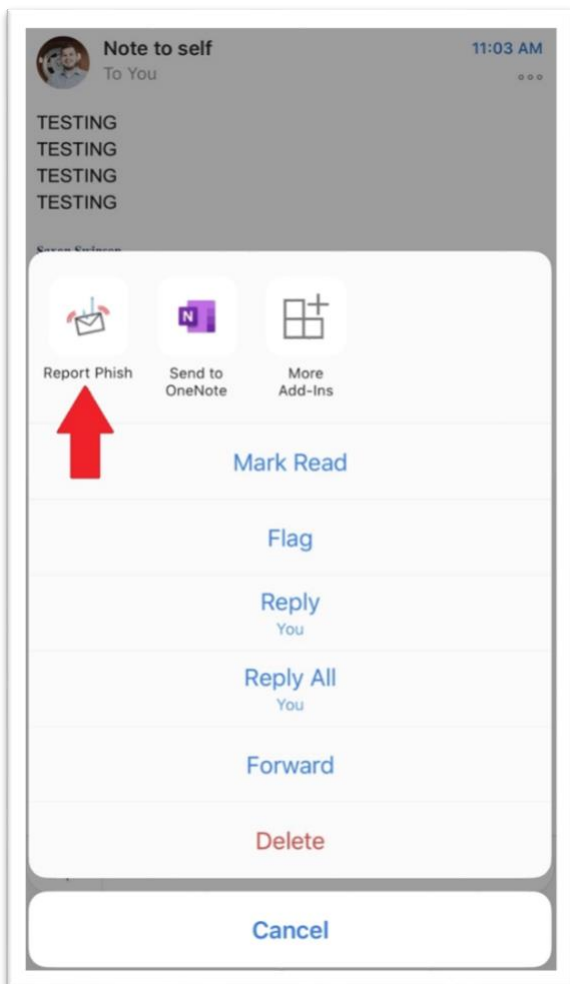 Note to self
11:03 AM
To You
TESTING
TESTING
TESTING
TESTING
N
Report Phish
Send to
OneNote
More
Add-Ins
Mark Read
Flag
Reply
You
Reply All
You
Forward
Delete
Cancel